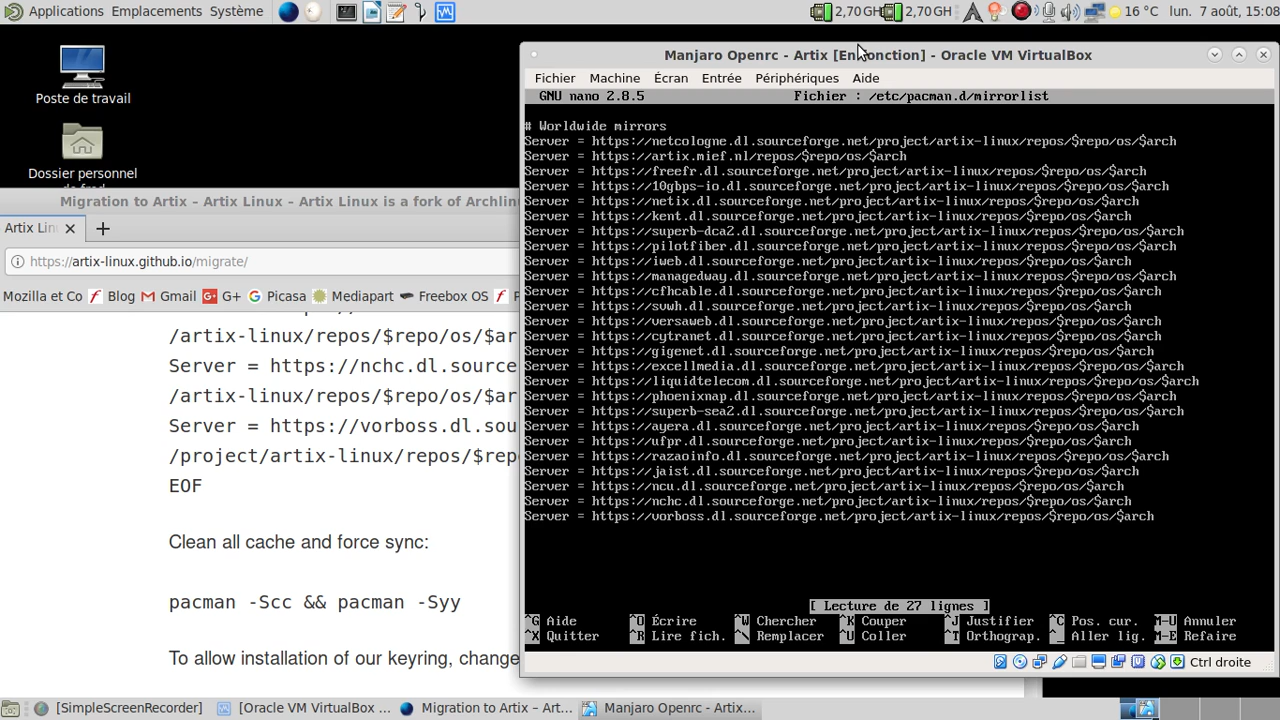 Applications Emplacements Système
2,70 GH 2,70 GH 16 °C lun. 7 août, 15:08
Poste de travail
Dossier personnel
Manjaro Openrc - Artix [En fonction] - Oracle VM VirtualBox
Fichier Machine Écran Entrée Périphériques Aide
GNU nano 2.8.5 Fichier : /etc/pacman.d/mirrorlist
# Worldwide mirrors
Server = https://netcologne.dl.sourceforge.net/project/artix-linux/repos/$repo/os/$arch
Server = https://artix.mief.nl/repos/$repo/os/$arch
Server = https://freefr.dl.sourceforge.net/project/artix-linux/repos/$repo/os/$arch
Server = https://10gbps-io.dl.sourceforge.net/project/artix-linux/repos/$repo/os/$arch
Server = https://netix.dl.sourceforge.net/project/artix-linux/repos/$repo/os/$arch
Server = https://kent.dl.sourceforge.net/project/artix-linux/repos/$repo/os/$arch
Server = https://superb-dca2.dl.sourceforge.net/project/artix-linux/repos/$repo/os/$arch
Server = https://pilotfiber.dl.sourceforge.net/project/artix-linux/repos/$repo/os/$arch
Server = https://iweb.dl.sourceforge.net/project/artix-linux/repos/$repo/os/$arch
Server = https://managedway.dl.sourceforge.net/project/artix-linux/repos/$repo/os/$arch
Server = https://cfhcable.dl.sourceforge.net/project/artix-linux/repos/$repo/os/$arch
Server = https://svwh.dl.sourceforge.net/project/artix-linux/repos/$repo/os/$arch
Server = https://versaweb.dl.sourceforge.net/project/artix-linux/repos/$repo/os/$arch
Server = https://cytranet.dl.sourceforge.net/project/artix-linux/repos/$repo/os/$arch
Server = https://gigenet.dl.sourceforge.net/project/artix-linux/repos/$repo/os/$arch
Server = https://excellmedia.dl.sourceforge.net/project/artix-linux/repos/$repo/os/$arch
Server = https://liquidtelecom.dl.sourceforge.net/project/artix-linux/repos/$repo/os/$arch
Server = https://phoenixnap.dl.sourceforge.net/project/artix-linux/repos/$repo/os/$arch
Server = https://superb-sea2.dl.sourceforge.net/project/artix-linux/repos/$repo/os/$arch
Server = https://ayera.dl.sourceforge.net/project/artix-linux/repos/$repo/os/$arch
Server = https://ufpr.dl.sourceforge.net/project/artix-linux/repos/$repo/os/$arch
Server = https://razaoinfo.dl.sourceforge.net/project/artix-linux/repos/$repo/os/$arch
Server = https://jaist.dl.sourceforge.net/project/artix-linux/repos/$repo/os/$arch
Server = https://ncu.dl.sourceforge.net/project/artix-linux/repos/$repo/os/$arch
Server = https://nchc.dl.sourceforge.net/project/artix-linux/repos/$repo/os/$arch
Server = https://vorboss.dl.sourceforge.net/project/artix-linux/repos/$repo/os/$arch
[ Lecture de 27 lignes ]
^G Aide ^O Écrire ^W Chercher ^K Couper ^J Justifier ^C Pos. cur. M-U Annuler
^X Quitter ^R Lire fich. ^\ Remplacer ^U Coller ^T Orthograp. ^_ Aller lig. M-E Refaire
Ctrl droite
Migration to Artix – Artix Linux – Artix Linux is a fork of Archlin
Artix Lin
https://artix-linux.github.io/migrate/
Mozilla et Co Blog Gmail G+ Picasa Mediapart Freebox OS
/artix-linux/repos/$repo/os/$ar
Server = https://nchc.dl.source
/artix-linux/repos/$repo/os/$ar
Server = https://vorboss.dl.sou
/project/artix-linux/repos/$rep
EOF
Clean all cache and force sync:
pacman -Scc && pacman -Syy
To allow installation of our keyring, change
[SimpleScreenRecorder] [Oracle VM VirtualBox ... Migration to Artix – Art... Manjaro Openrc - Artix...